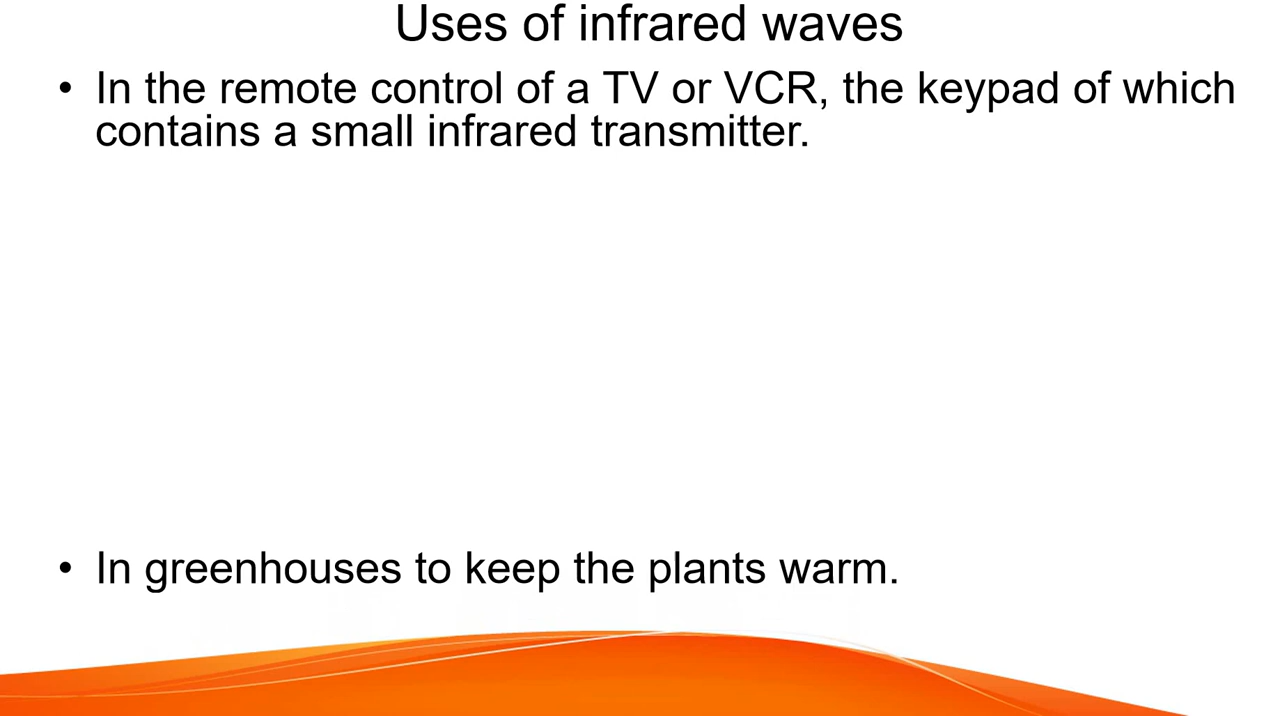 Uses of infrared waves
• In the remote control of a TV or VCR, the keypad of which
contains a small infrared transmitter.
• In greenhouses to keep the plants warm.